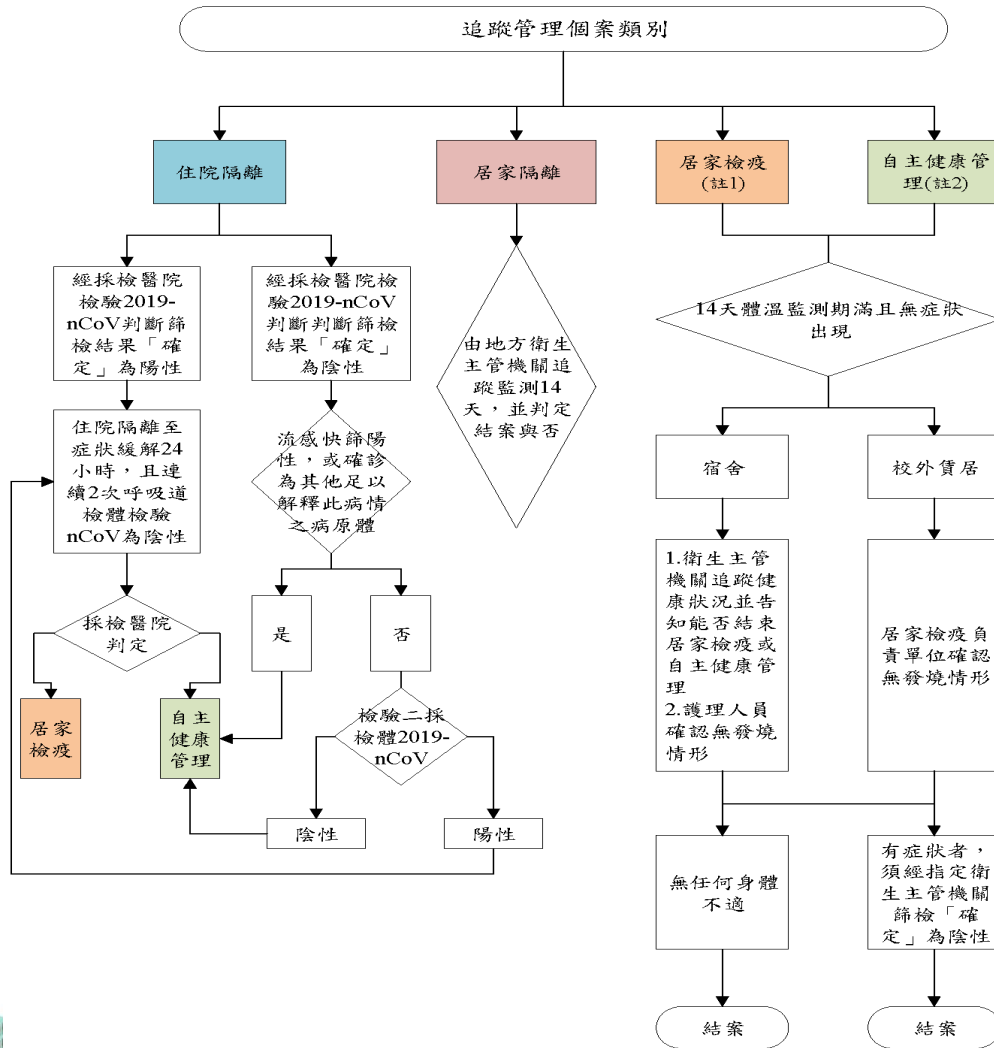 追蹤管理個案類別
住院隔離
居家隔離
居家檢疫
(註1)
自主健康管
理(註2)
經採檢醫院
檢驗2019-
nCoV判斷篩
檢結果「確
定」為陽性
經採檢醫院檢
驗2019-nCoV
判斷判斷篩檢
結果「確定」
為陰性
由地方衛生
主管機關追
蹤監測14
天，並判定
結案與否
14天體溫監測期滿且無症狀
出現
住院隔離至
症狀緩解24
小時，且連
續2次呼吸道
檢體檢驗
nCoV為陰性
流感快篩陽
性，或確診
為其他足以
解釋此病情
之病原體
宿舍
校外賃居
採檢醫院
判定
是
否
1.衛生主管
機關追蹤健
康狀況並告
知能否結束
居家檢疫或
自主健康管
理
2.護理人員
確認無發燒
情形
居家檢疫負
責單位確認
無發燒情形
居家
檢疫
自主
健康
管理
檢驗二採
檢體2019-
nCoV
陰性
陽性
無任何身體
不適
有症狀者，
須經指定衛
生主管機關
篩檢「確
定」為陰性
結案
結案